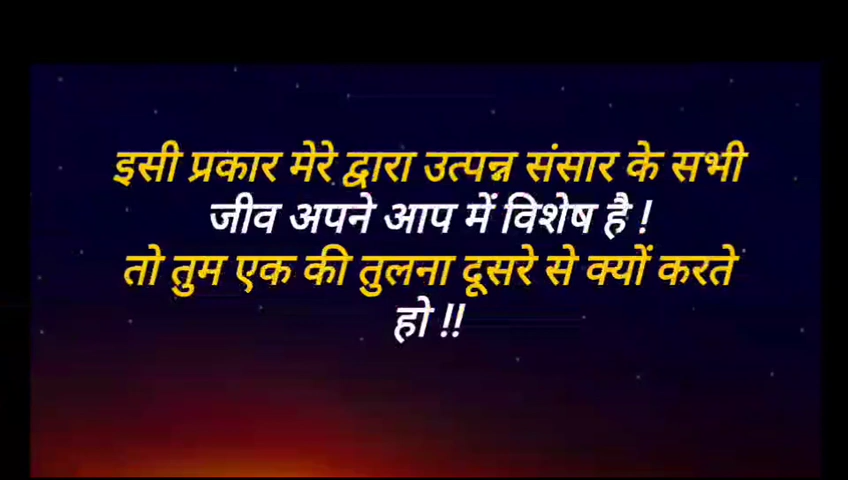 इसी प्रकार मेरे द्वारा उत्पन्न संसार के सभी
जीव अपने आप में विशेष है !
तो तुम एक की तुलना दूसरे से क्यों करते
हो !!